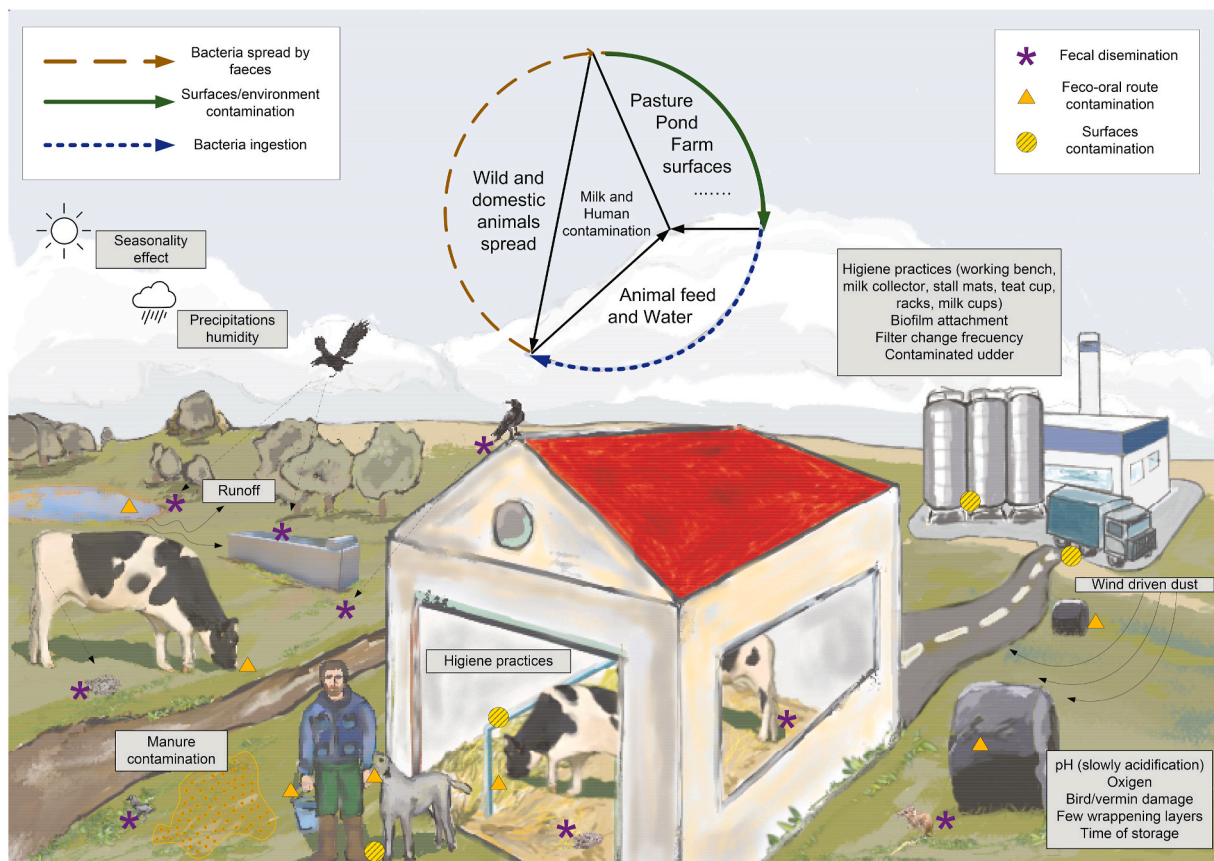 Bacteria spread by
faeces
Surfaces/environment
contamination
Bacteria ingestion
Fecal disemination
Feco-oral route
contamination
Surfaces
contamination
Pasture
Pond
Farm
surfaces
.......
Wild and
domestic
animals
spread
Milk and
Human
contamination
Animal feed
and Water
Seasonality
effect
Precipitations
humidity
Higiene practices (working bench,
milk collector, stall mats, teat cup,
racks, milk cups)
Biofilm attachment
Filter change frecuency
Contaminated udder
Runoff
Wind driven dust
Higiene practices
Manure
contamination
pH (slowly acidification)
Oxigen
Bird/vermin damage
Few wrappening layers
Time of storage